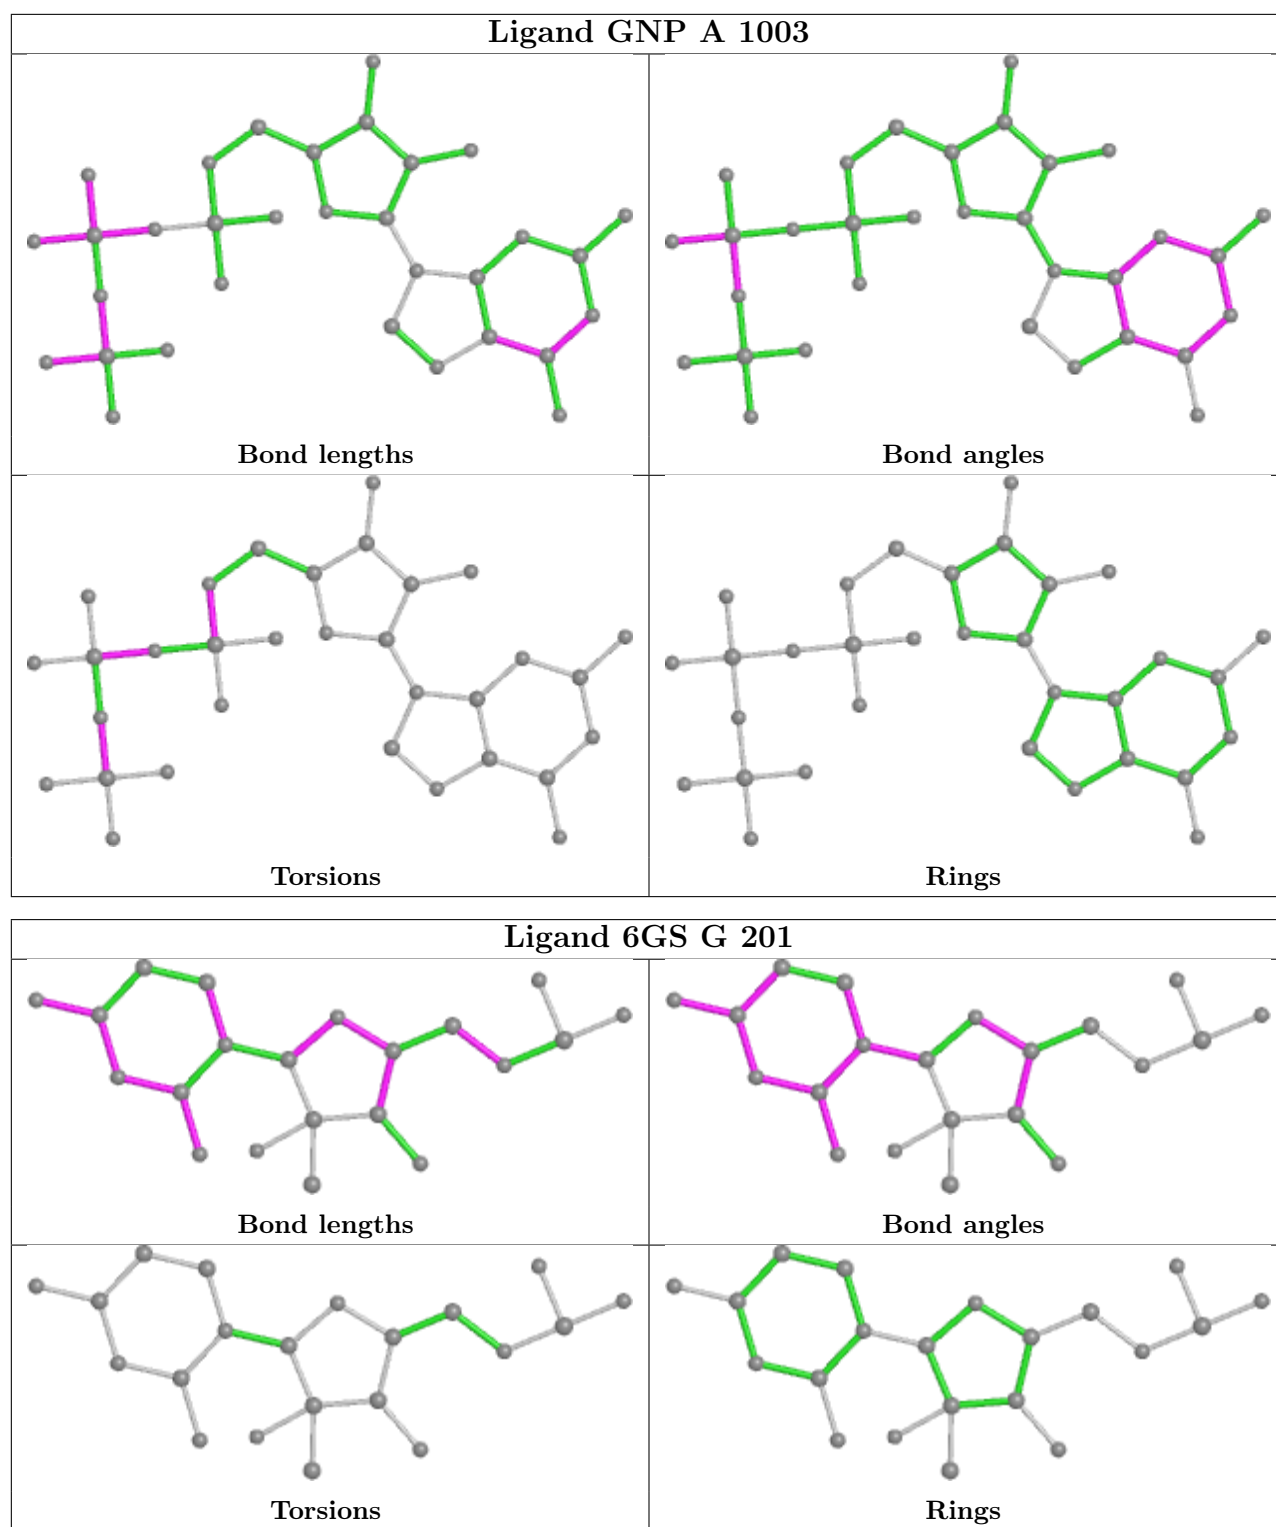 Ligand GNP A 1003
Bond lengths
Bond angles
Torsions
Rings
Ligand 6GS G 201
Bond lengths
Bond angles
Torsions
Rings